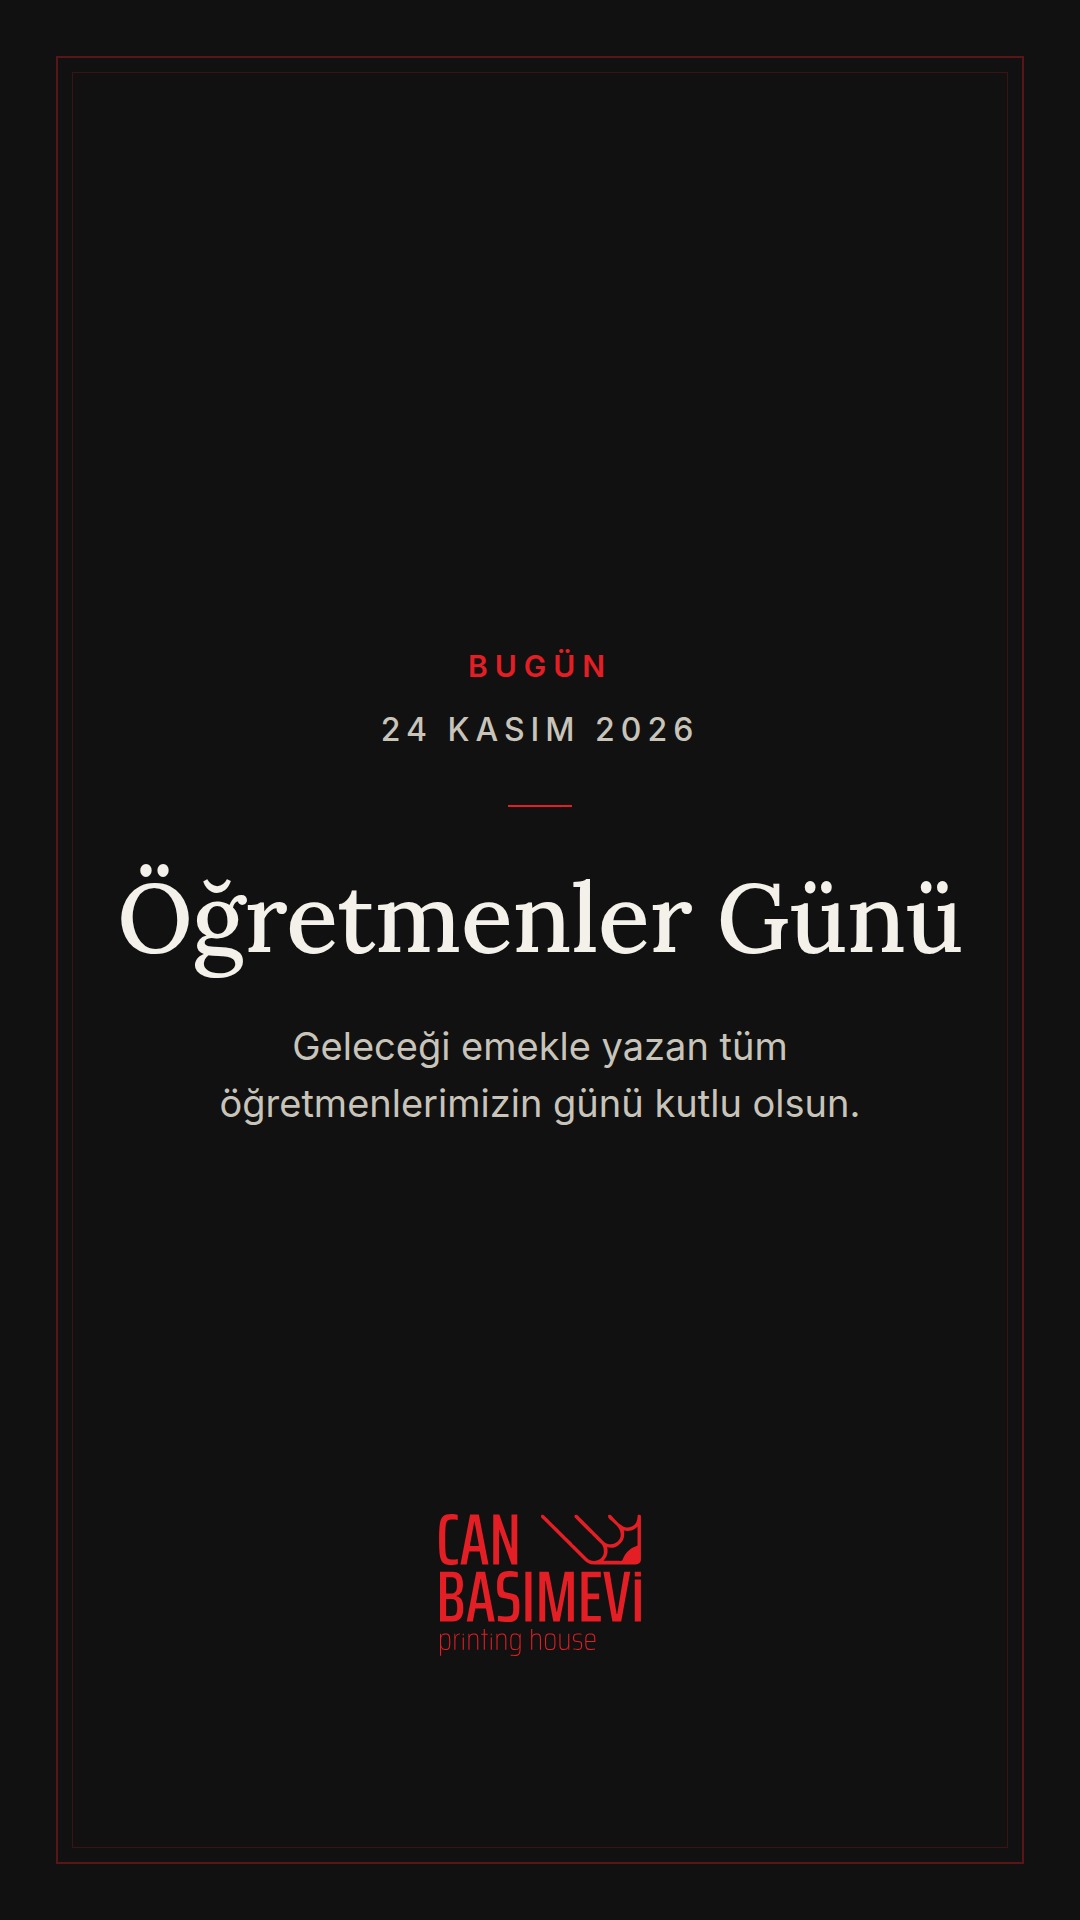 BUGÜN
24 KASIM 2026
Öğretmenler Günü
Geleceği emekle yazan tüm
öğretmenlerimizin günü kutlu olsun.
CAN
BASIMEVi
printing house